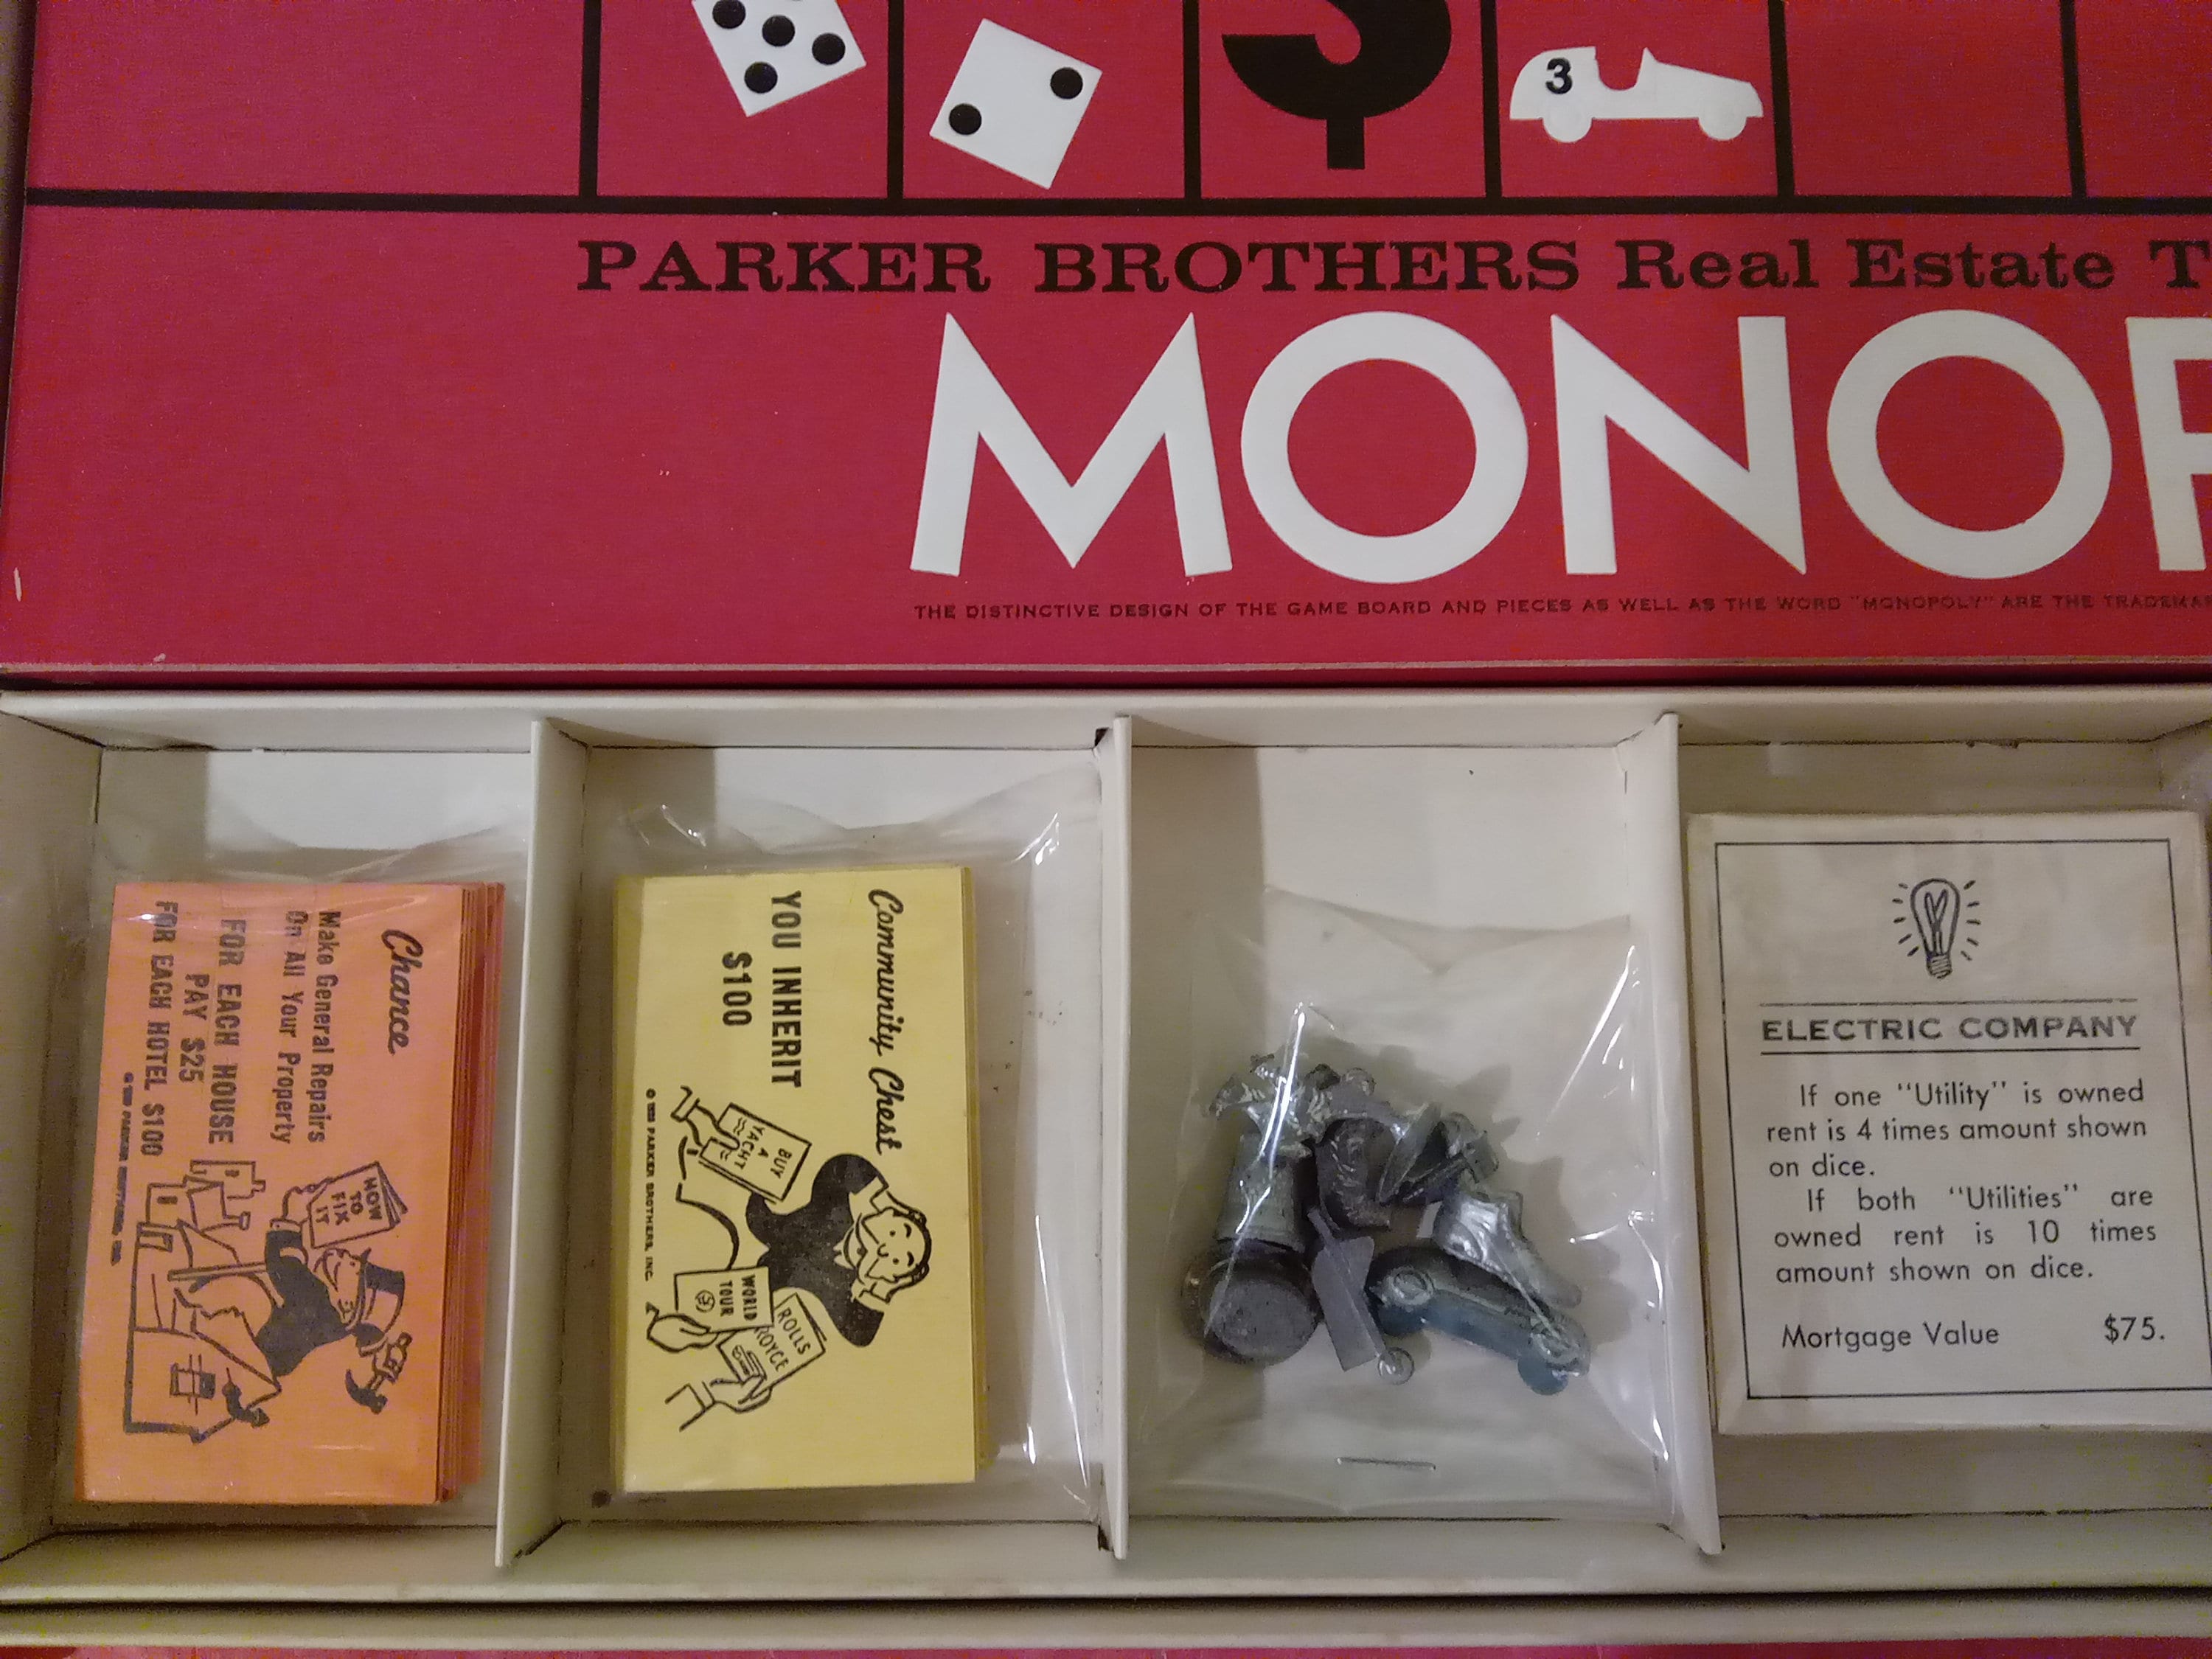 3
PARKER BROTHERS Real Estate T
MONOP
THE DISTINCTIVE DESIGN OF THE GAME BOARD AND PIECES AS WELL AS THE WORD "MONOPOLY" ARE THE TRADEMAR
Chance
Make General Repairs
On All Your Property
FOR EACH HOUSE
PAY $25
FOR EACH HOTEL $100
HOW
TO
FIX
IT
PARKER BROTHERS, INC.
Community Chest
YOU INHERIT
$100
BUY
A
YACHT
WORLD
TOUR
ROLLS
ROYCE
PARKER BROTHERS, INC.
ELECTRIC COMPANY
If one "Utility" is owned
rent is 4 times amount shown
on dice.
If both "Utilities" are
owned rent is 10 times
amount shown on dice.
Mortgage Value $75.